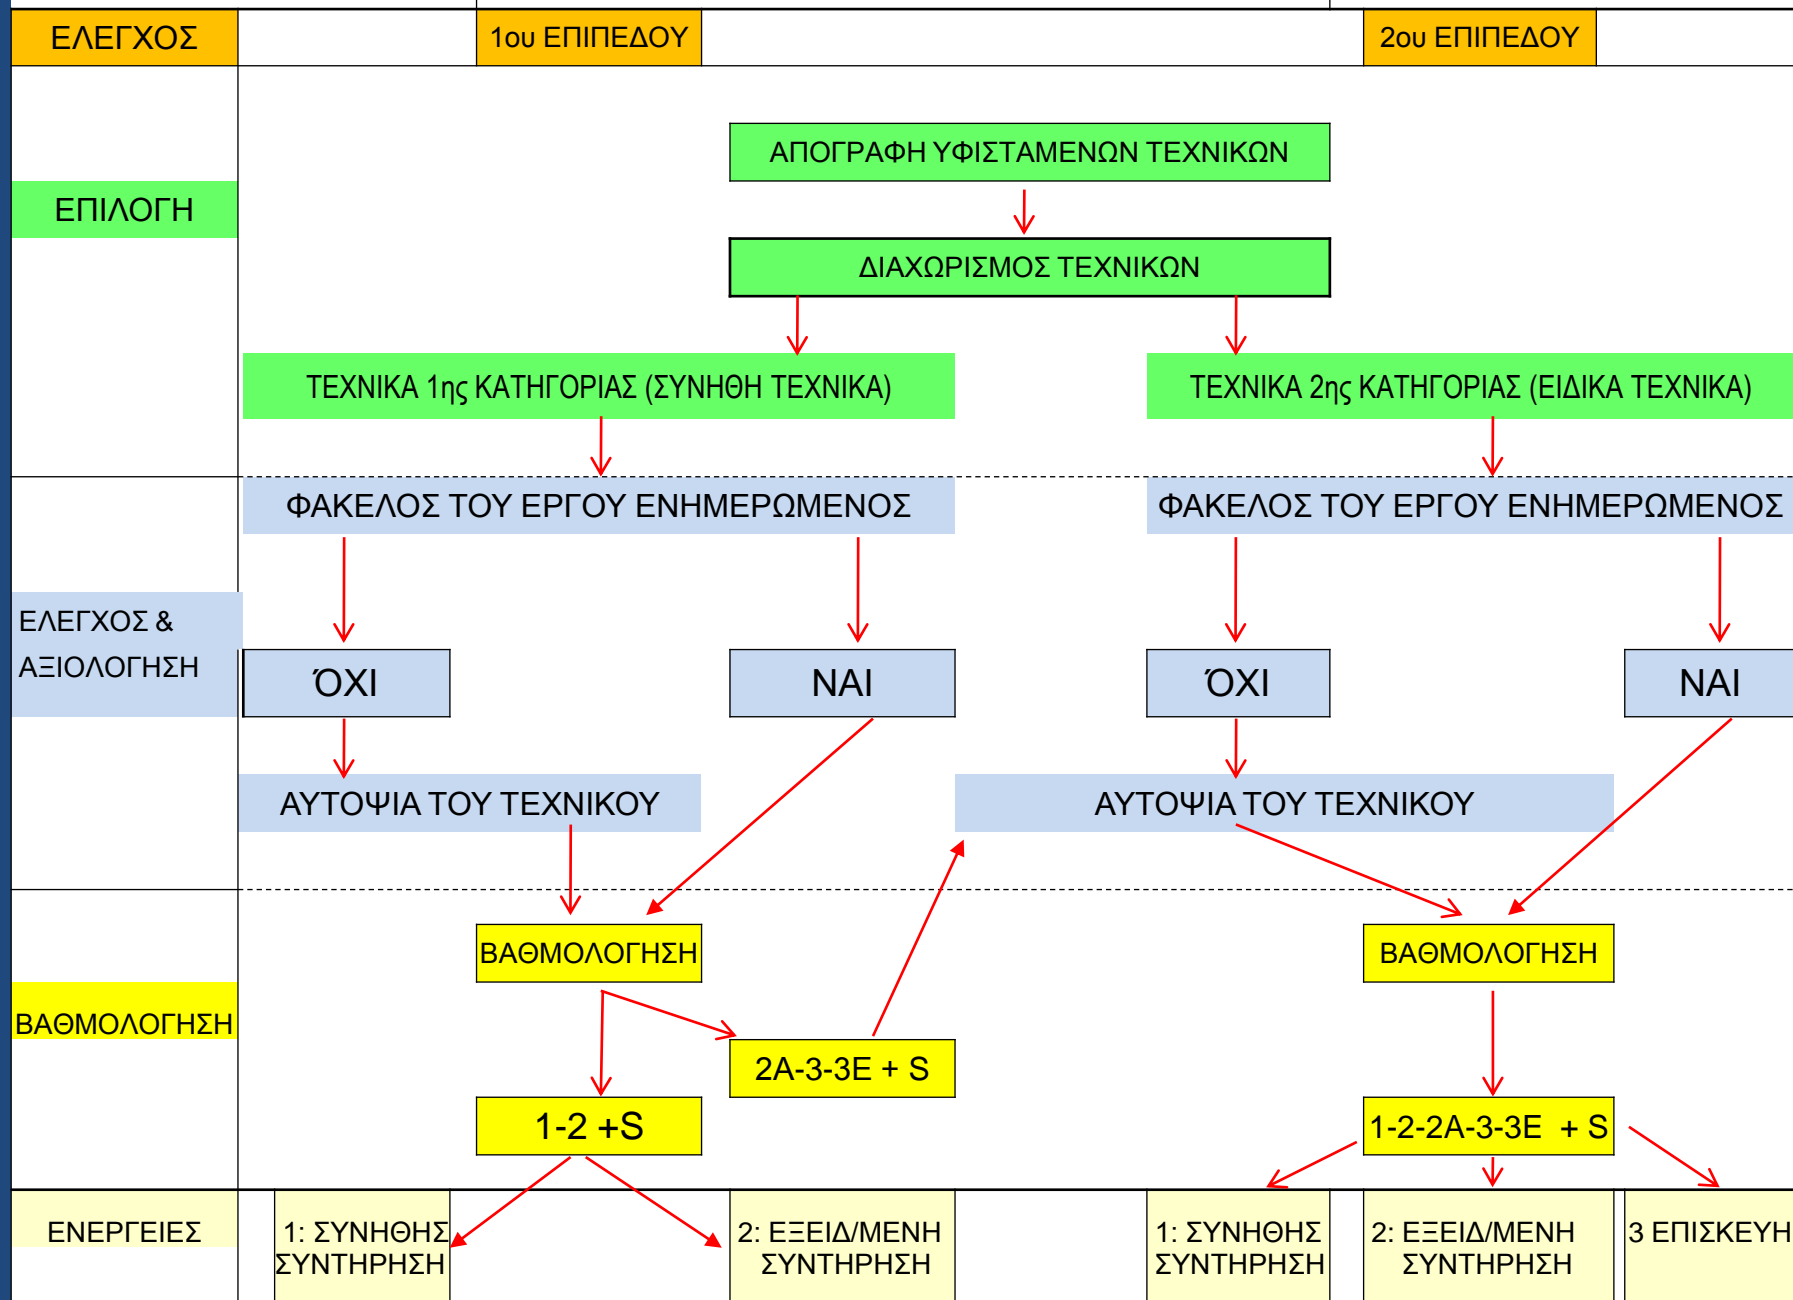 ΕΛΕΓΧΟΣ
1ου ΕΠΙΠΕΔΟΥ
2ου ΕΠΙΠΕΔΟΥ
ΑΠΟΓΡΑΦΗ ΥΦΙΣΤΑΜΕΝΩΝ ΤΕΧΝΙΚΩΝ
ΕΠΙΛΟΓΗ
ΔΙΑΧΩΡΙΣΜΟΣ ΤΕΧΝΙΚΩΝ
ΤΕΧΝΙΚΑ 1ης ΚΑΤΗΓΟΡΙΑΣ (ΣΥΝΗΘΗ ΤΕΧΝΙΚΑ)
ΤΕΧΝΙΚΑ 2ης ΚΑΤΗΓΟΡΙΑΣ (ΕΙΔΙΚΑ ΤΕΧΝΙΚΑ)
ΦΑΚΕΛΟΣ ΤΟΥ ΕΡΓΟΥ ΕΝΗΜΕΡΩΜΕΝΟΣ
ΦΑΚΕΛΟΣ ΤΟΥ ΕΡΓΟΥ ΕΝΗΜΕΡΩΜΕΝΟΣ
ΕΛΕΓΧΟΣ &
ΑΞΙΟΛΟΓΗΣΗ
ΌΧΙ
ΝΑΙ
ΌΧΙ
ΝΑΙ
ΑΥΤΟΨΙΑ ΤΟΥ ΤΕΧΝΙΚΟΥ
ΑΥΤΟΨΙΑ ΤΟΥ ΤΕΧΝΙΚΟΥ
ΒΑΘΜΟΛΟΓΗΣΗ
ΒΑΘΜΟΛΟΓΗΣΗ
ΒΑΘΜΟΛΟΓΗΣΗ
2Α-3-3Ε + S
1-2 +S
1-2-2Α-3-3Ε + S
ΕΝΕΡΓΕΙΕΣ
1: ΣΥΝΗΘΗΣ
ΣΥΝΤΗΡΗΣΗ
2: ΕΞΕΙΔ/ΜΕΝΗ
ΣΥΝΤΗΡΗΣΗ
1: ΣΥΝΗΘΗΣ
ΣΥΝΤΗΡΗΣΗ
2: ΕΞΕΙΔ/ΜΕΝΗ
ΣΥΝΤΗΡΗΣΗ
3 ΕΠΙΣΚΕΥΗ